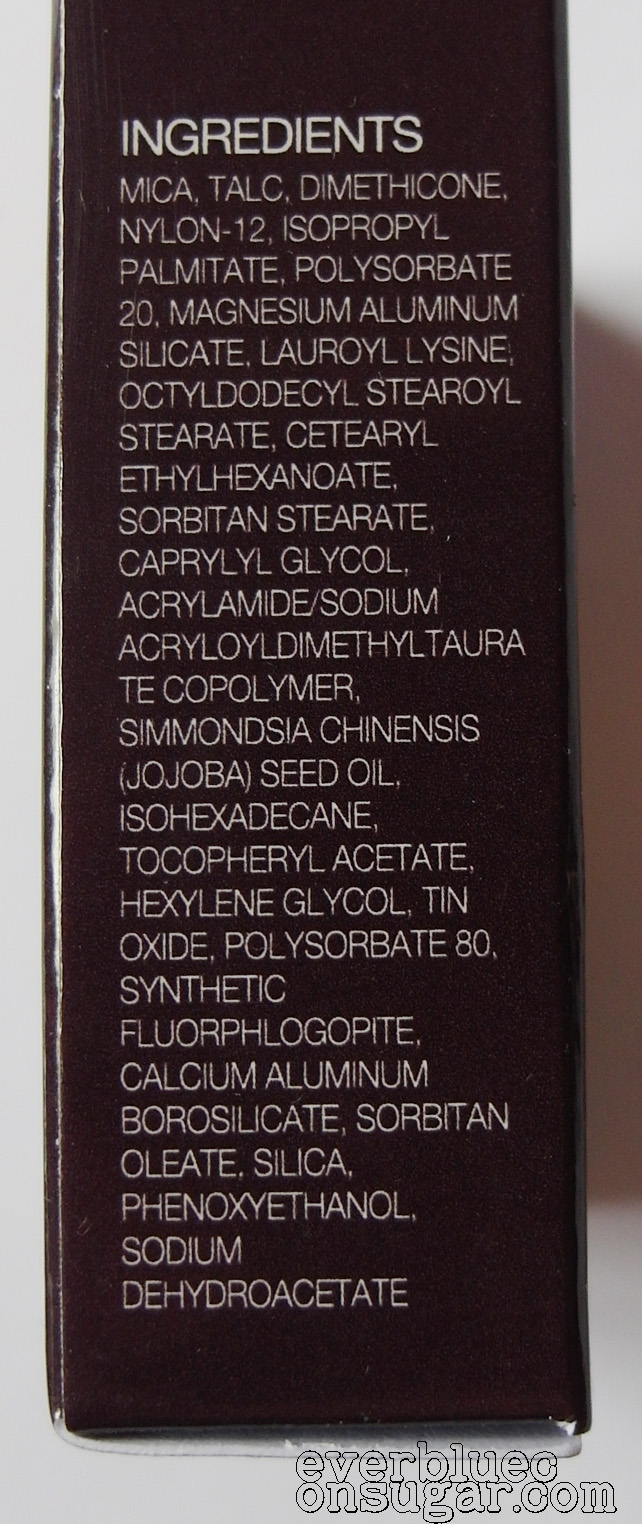 INGREDIENTS
MICA, TALC, DIMETHICONE,
NYLON-12, ISOPROPYL
PALMITATE, POLYSORBATE
20, MAGNESIUM ALUMINUM
SILICATE, LAUROYL LYSINE,
OCTYLDODECYL STEAROYL
STEARATE, CETEARYL
ETHYLHEXANOATE,
SORBITAN STEARATE,
CAPRYLYL GLYCOL,
ACRYLAMIDE/SODIUM
ACRYLOYLDIMETHYLTAURA
TE COPOLYMER,
SIMMONDSIA CHINENSIS
(JOJOBA) SEED OIL,
ISOHEXADECANE,
TOCOPHERYL ACETATE,
HEXYLENE GLYCOL, TIN
OXIDE, POLYSORBATE 80,
SYNTHETIC
FLUORPHLOGOPITE,
CALCIUM ALUMINUM
BOROSILICATE, SORBITAN
OLEATE, SILICA,
PHENOXYETHANOL,
SODIUM
DEHYDROACETATE
everbluec
onsugar.com